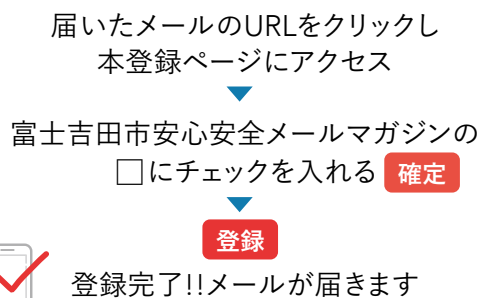 届いたメールのURLをクリックし
本登録ページにアクセス
富士吉田市安心安全メールマガジンの
□にチェックを入れる 確定
登録
登録完了!!メールが届きます